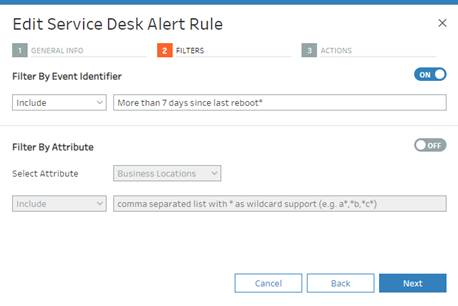 Edit Service Desk Alert Rule
1 GENERAL INFO 2 FILTERS 3 ACTIONS
Filter By Event Identifier ON
Include More than 7 days since last reboot*
Filter By Attribute OFF
Select Attribute Business Locations
Include comma separated list with * as wildcard support (e.g. a*,*b,*c*)
Cancel Back Next